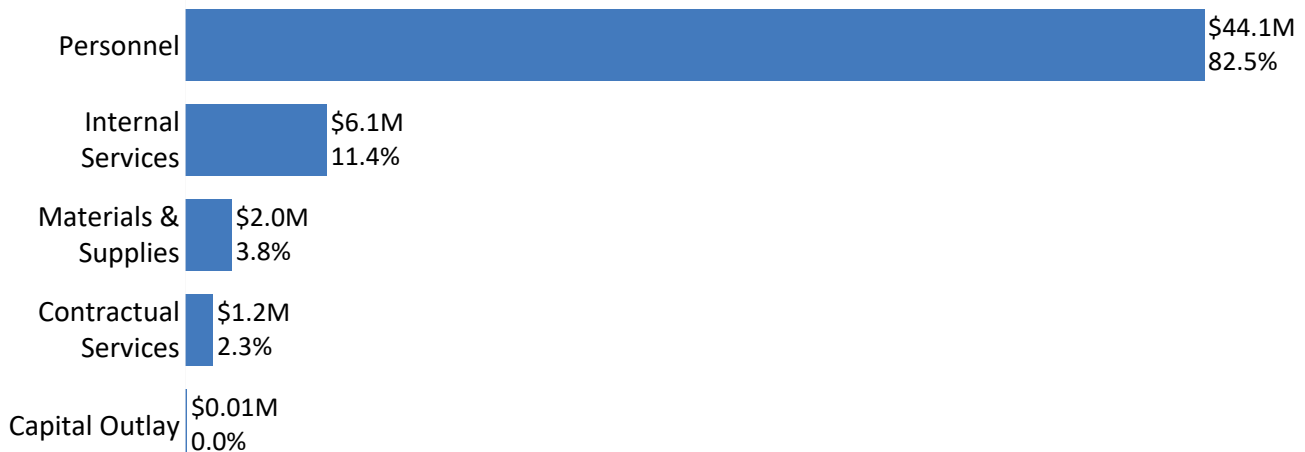 Personnel
$44.1M
82.5%
Internal
Services
$6.1M
11.4%
Materials &
Supplies
$2.0M
3.8%
Contractual
Services
$1.2M
2.3%
Capital Outlay
$0.01M
0.0%